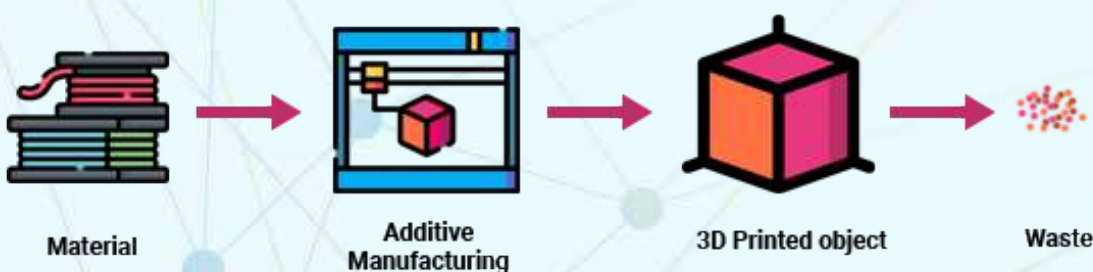 Material
Additive
Manufacturing
3D Printed object
Waste